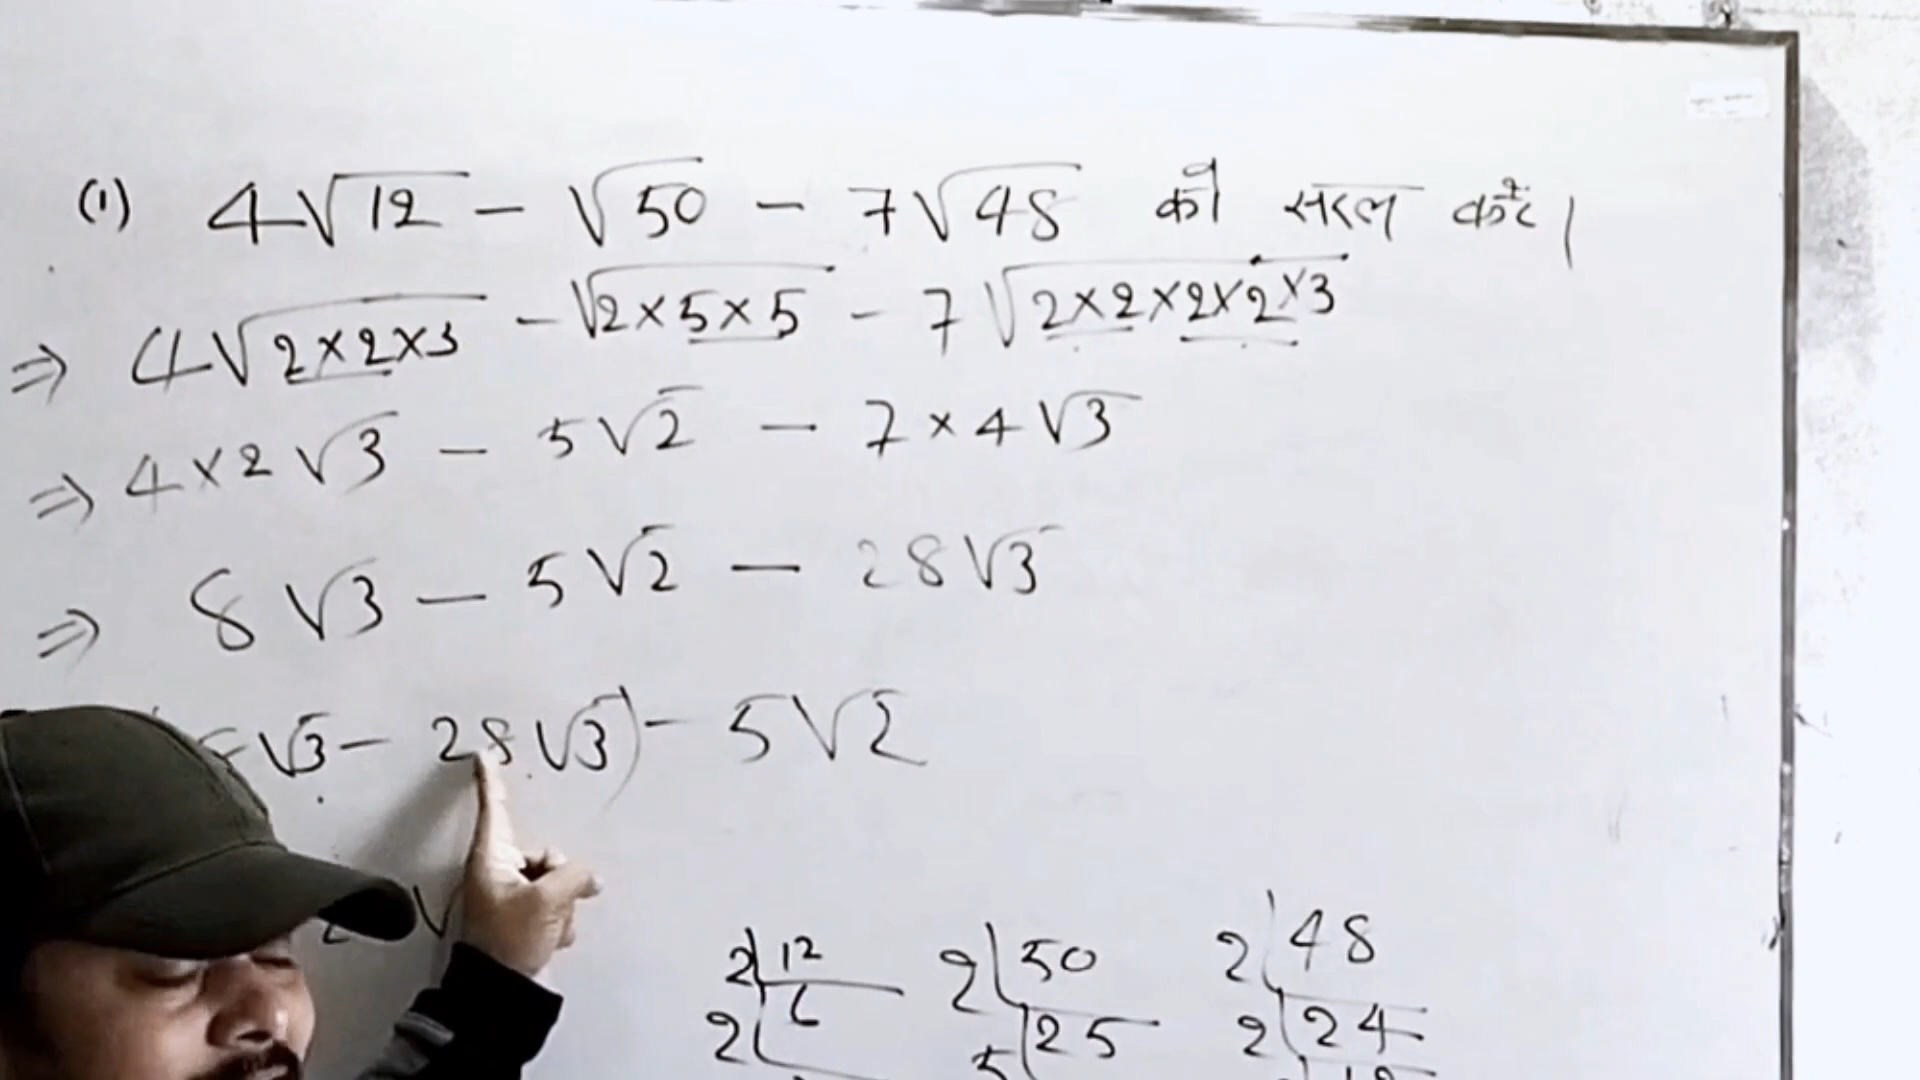 (1) 4√12 - √50 - 7√48 को सरल करें।
⇒ 4√2×2×3 - √2×5×5 - 7√2×2×2×2×3
⇒ 4×2√3 - 5√2 - 7×4√3
⇒ 8√3 - 5√2 - 28√3
√3 - 28√3) - 5√2
2 | 12
2 | 6
2 | 50
5 | 25
2 | 48
2 | 24